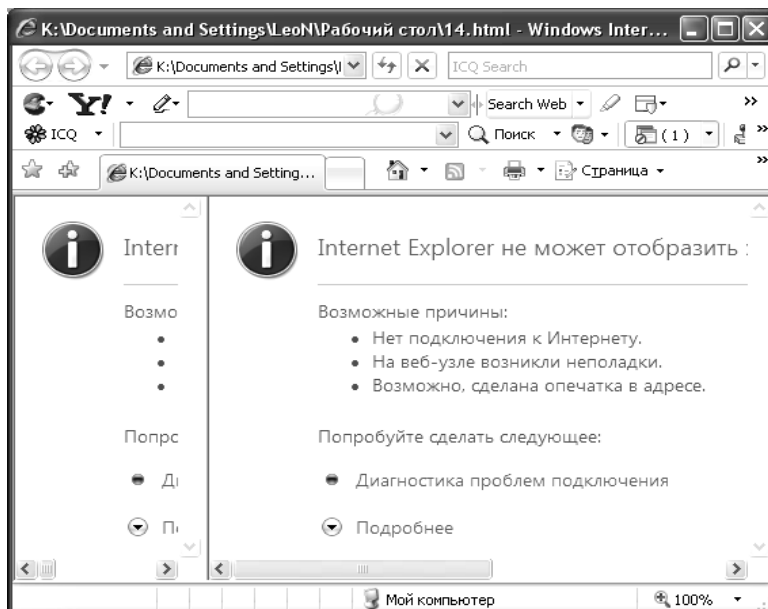 K:\Documents and Settings\LeoN\Рабочий стол\14.html - Windows Inter...
K:\Documents and Settings\
ICQ Search
Y!
Search Web
»
ICQ
Поиск
(1)
»
K:\Documents and Setting...
Страница
»
Interr
Возмо
Попрс
Internet Explorer не может отобразить
Возможные причины:
• Нет подключения к Интернету.
• На веб-узле возникли неполадки.
• Возможно, сделана опечатка в адресе.
Попробуйте сделать следующее:
Диагностика проблем подключения
Подробнее
Мой компьютер
100%